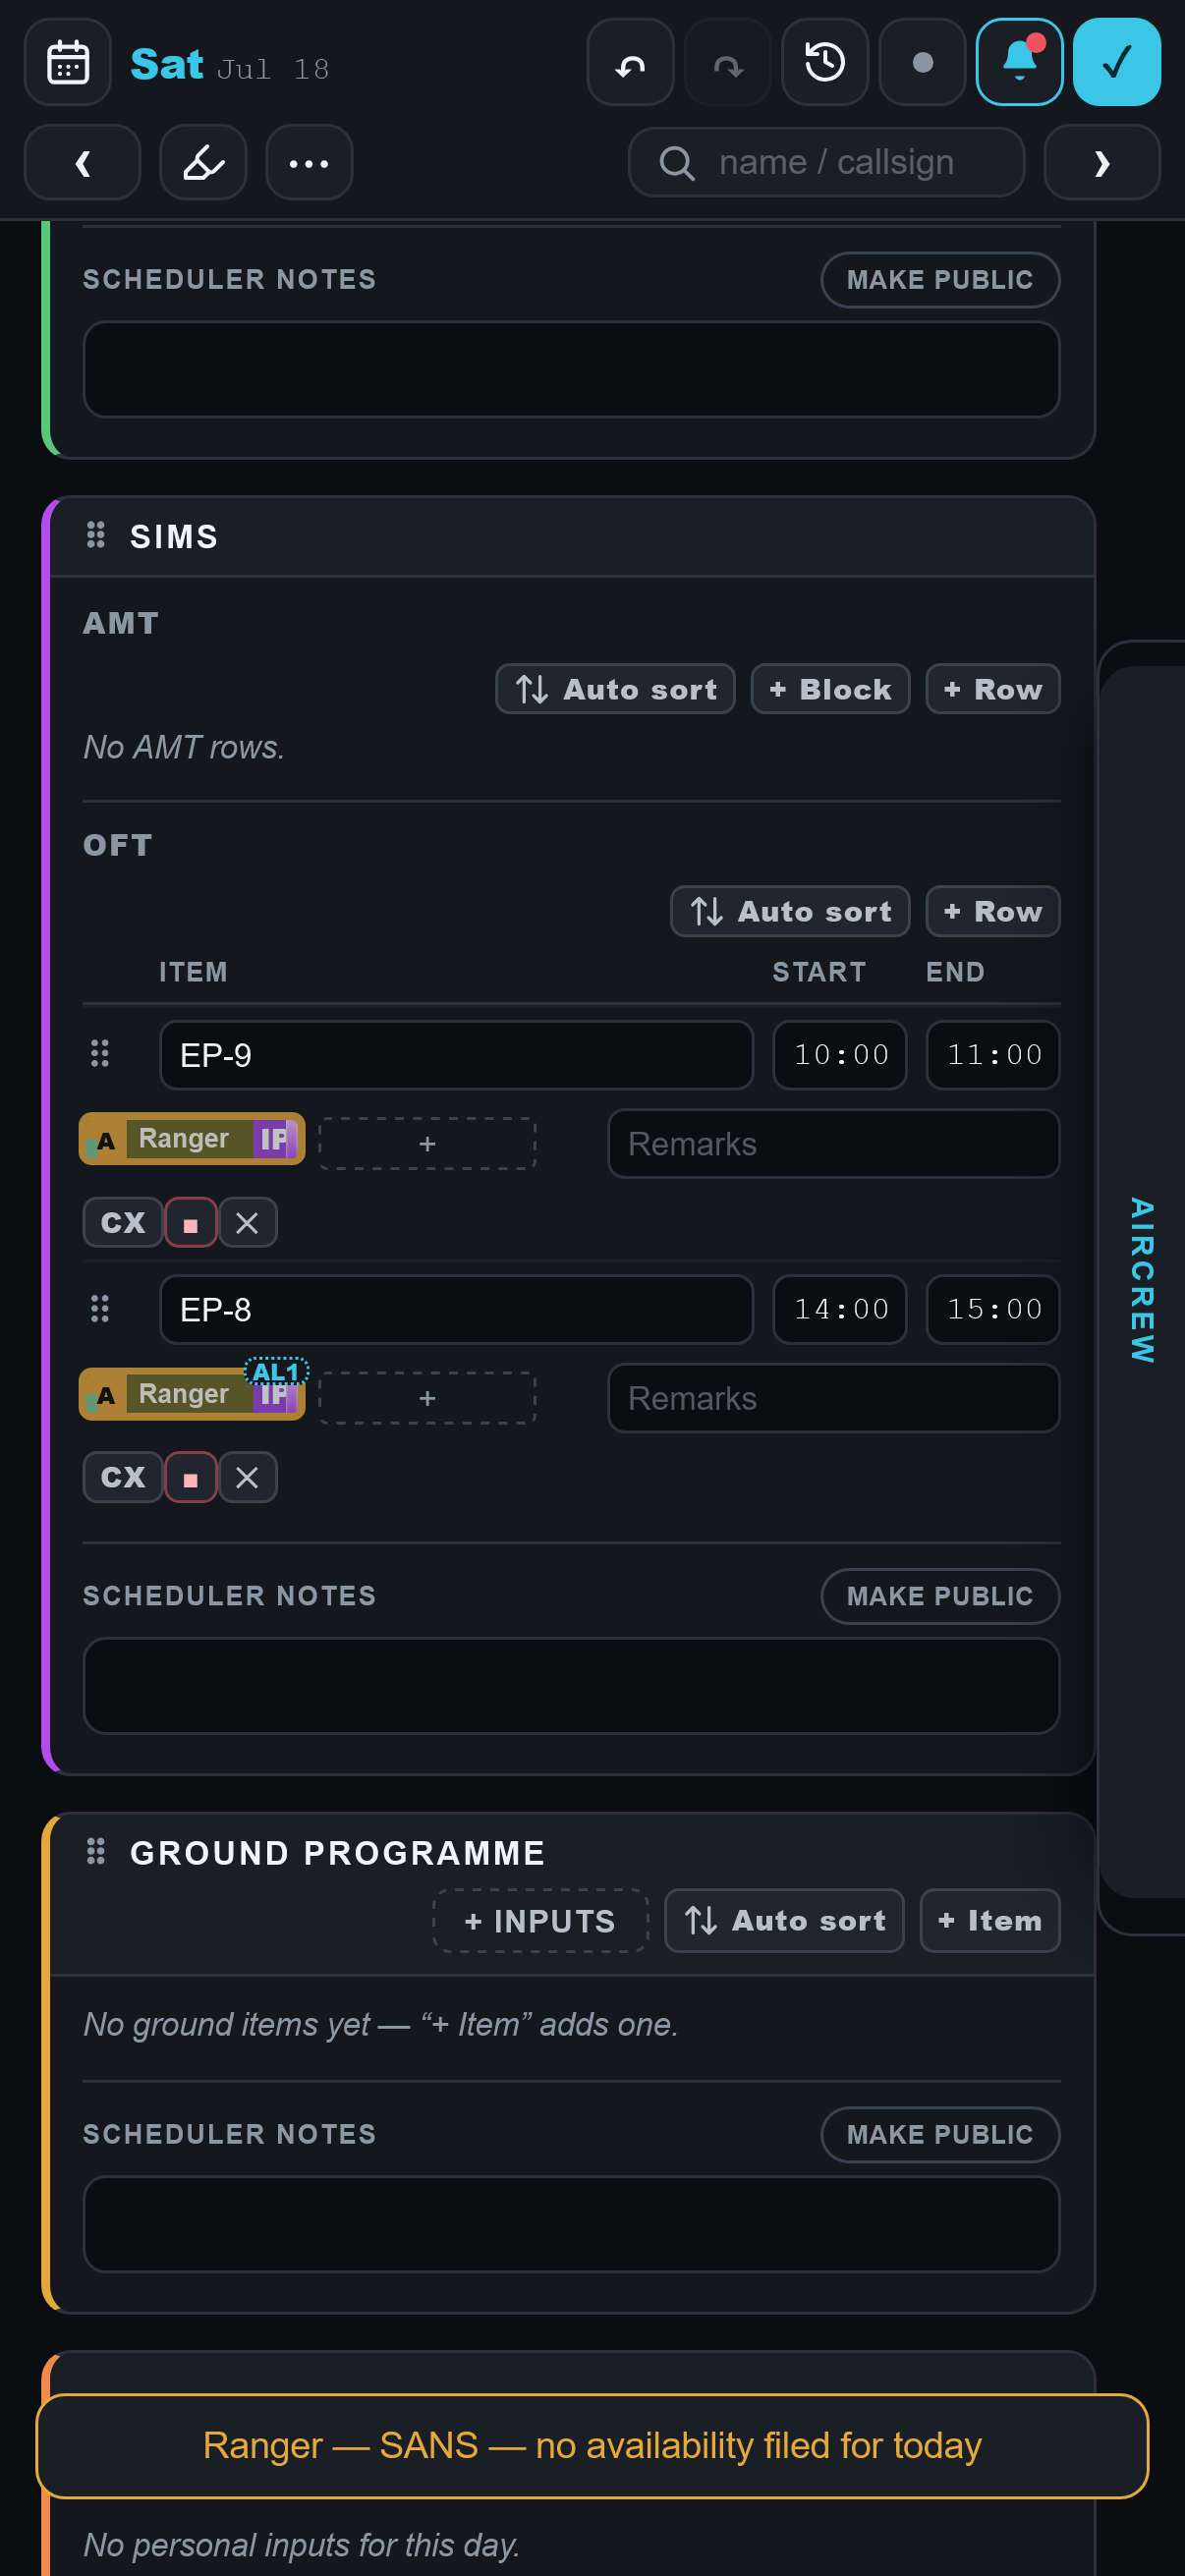 Sat Jul 18
name / callsign
SCHEDULER NOTES MAKE PUBLIC
SIMS
AMT
Auto sort + Block + Row
No AMT rows.
OFT
Auto sort + Row
ITEM START END
EP-9 10:00 11:00
A Ranger IP + Remarks
CX
EP-8 14:00 15:00
AL1
A Ranger IP + Remarks
CX
AIRCREW
SCHEDULER NOTES MAKE PUBLIC
GROUND PROGRAMME
+ INPUTS Auto sort + Item
No ground items yet — “+ Item” adds one.
SCHEDULER NOTES MAKE PUBLIC
Ranger — SANS — no availability filed for today
No personal inputs for this day.